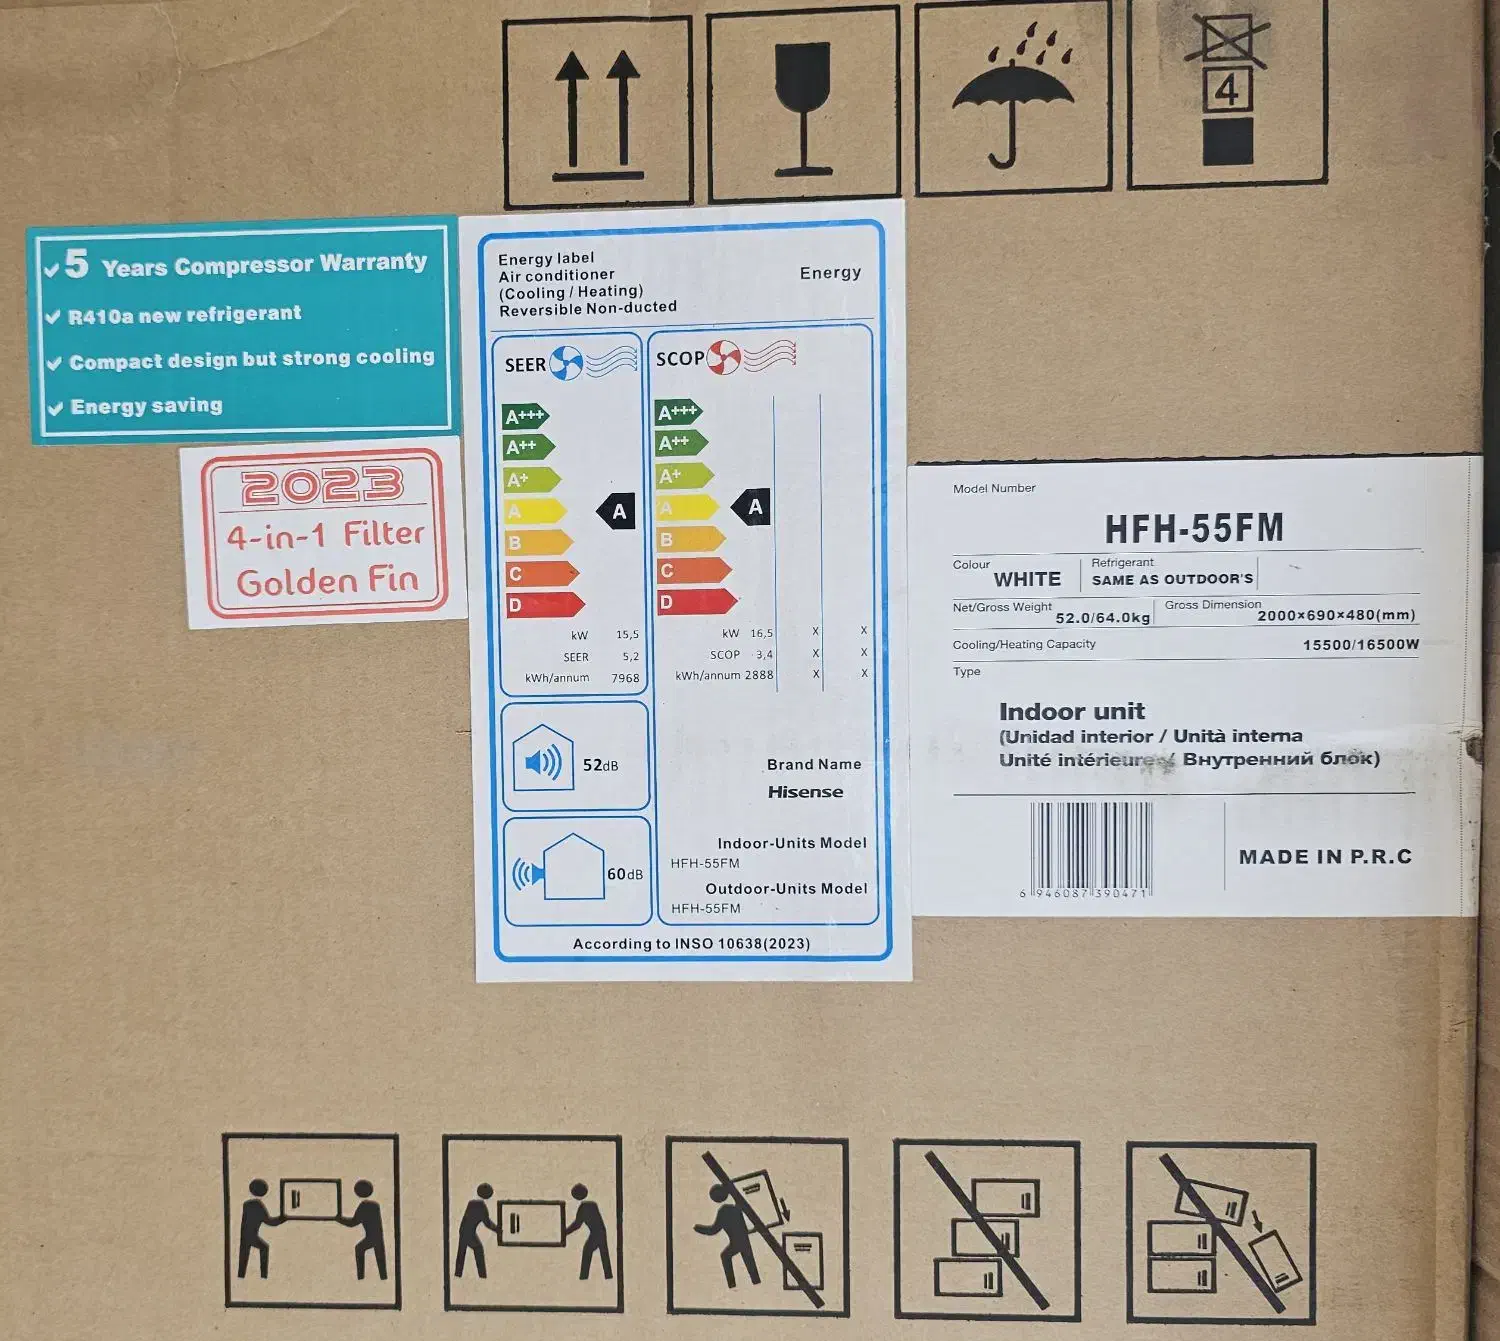 4
5 Years Compressor Warranty
R410a new refrigerant
Compact design but strong cooling
Energy saving
2023
4-in-1 Filter
Golden Fin
Energy label
Air conditioner
(Cooling / Heating)
Reversible Non-ducted
Energy
SEER
A+++
A++
A+
A
B
C
D
A
kW 15,5
SEER 5,2
kWh/annum 7968
SCOP
A+++
A++
A+
A
B
C
D
A
kW 16,5 X X
SCOP 3,4 X X
kWh/annum 2888 X X
52dB
60dB
Brand Name
Hisense
Indoor-Units Model
HFH-55FM
Outdoor-Units Model
HFH-55FM
According to INSO 10638(2023)
Model Number
HFH-55FM
Colour WHITE
Refrigerant SAME AS OUTDOOR'S
Net/Gross Weight 52.0/64.0kg
Gross Dimension 2000×690×480(mm)
Cooling/Heating Capacity 15500/16500W
Type
Indoor unit
(Unidad interior / Unità interna
Unité intérieure / Внутренний блок)
6 946087 390471
MADE IN P.R.C